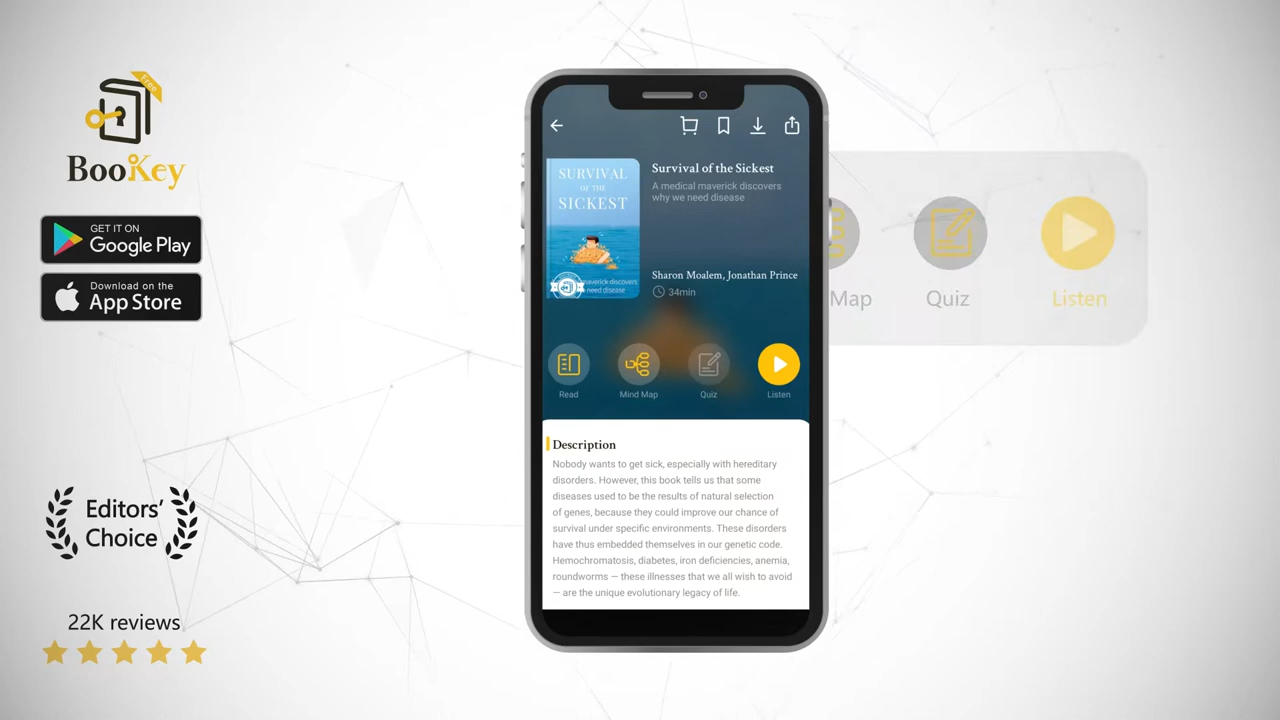 Free
BooKey
GET IT ON
Google Play
Download on the
App Store
Editors'
Choice
22K reviews
SURVIVAL
OF THE
SICKEST
maverick discovers
need disease
Survival of the Sickest
A medical maverick discovers
why we need disease
Sharon Moalem, Jonathan Prince
34min
Read
Mind Map
Quiz
Listen
Description
Nobody wants to get sick, especially with hereditary
disorders. However, this book tells us that some
diseases used to be the results of natural selection
of genes, because they could improve our chance of
survival under specific environments. These disorders
have thus embedded themselves in our genetic code.
Hemochromatosis, diabetes, iron deficiencies, anemia,
roundworms — these illnesses that we all wish to avoid
— are the unique evolutionary legacy of life.
Map
Quiz
Listen